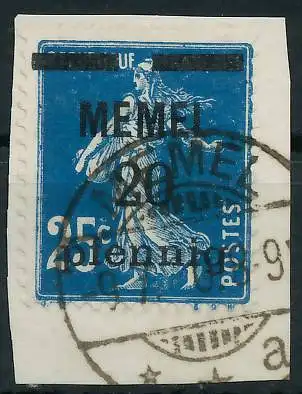 MEMEL
20
25c
pfennig
POSTES
MEMEL
a